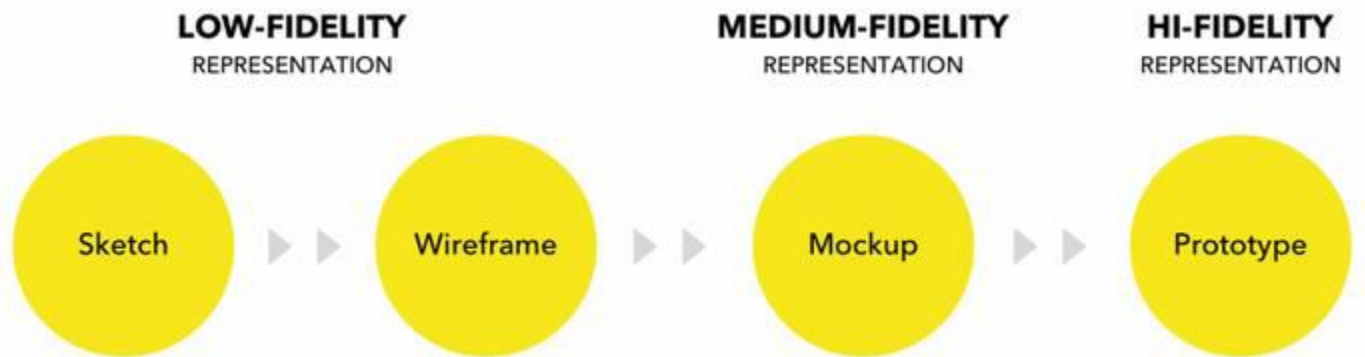 LOW-FIDELITY
REPRESENTATION
MEDIUM-FIDELITY
REPRESENTATION
HI-FIDELITY
REPRESENTATION
Sketch
Wireframe
Mockup
Prototype